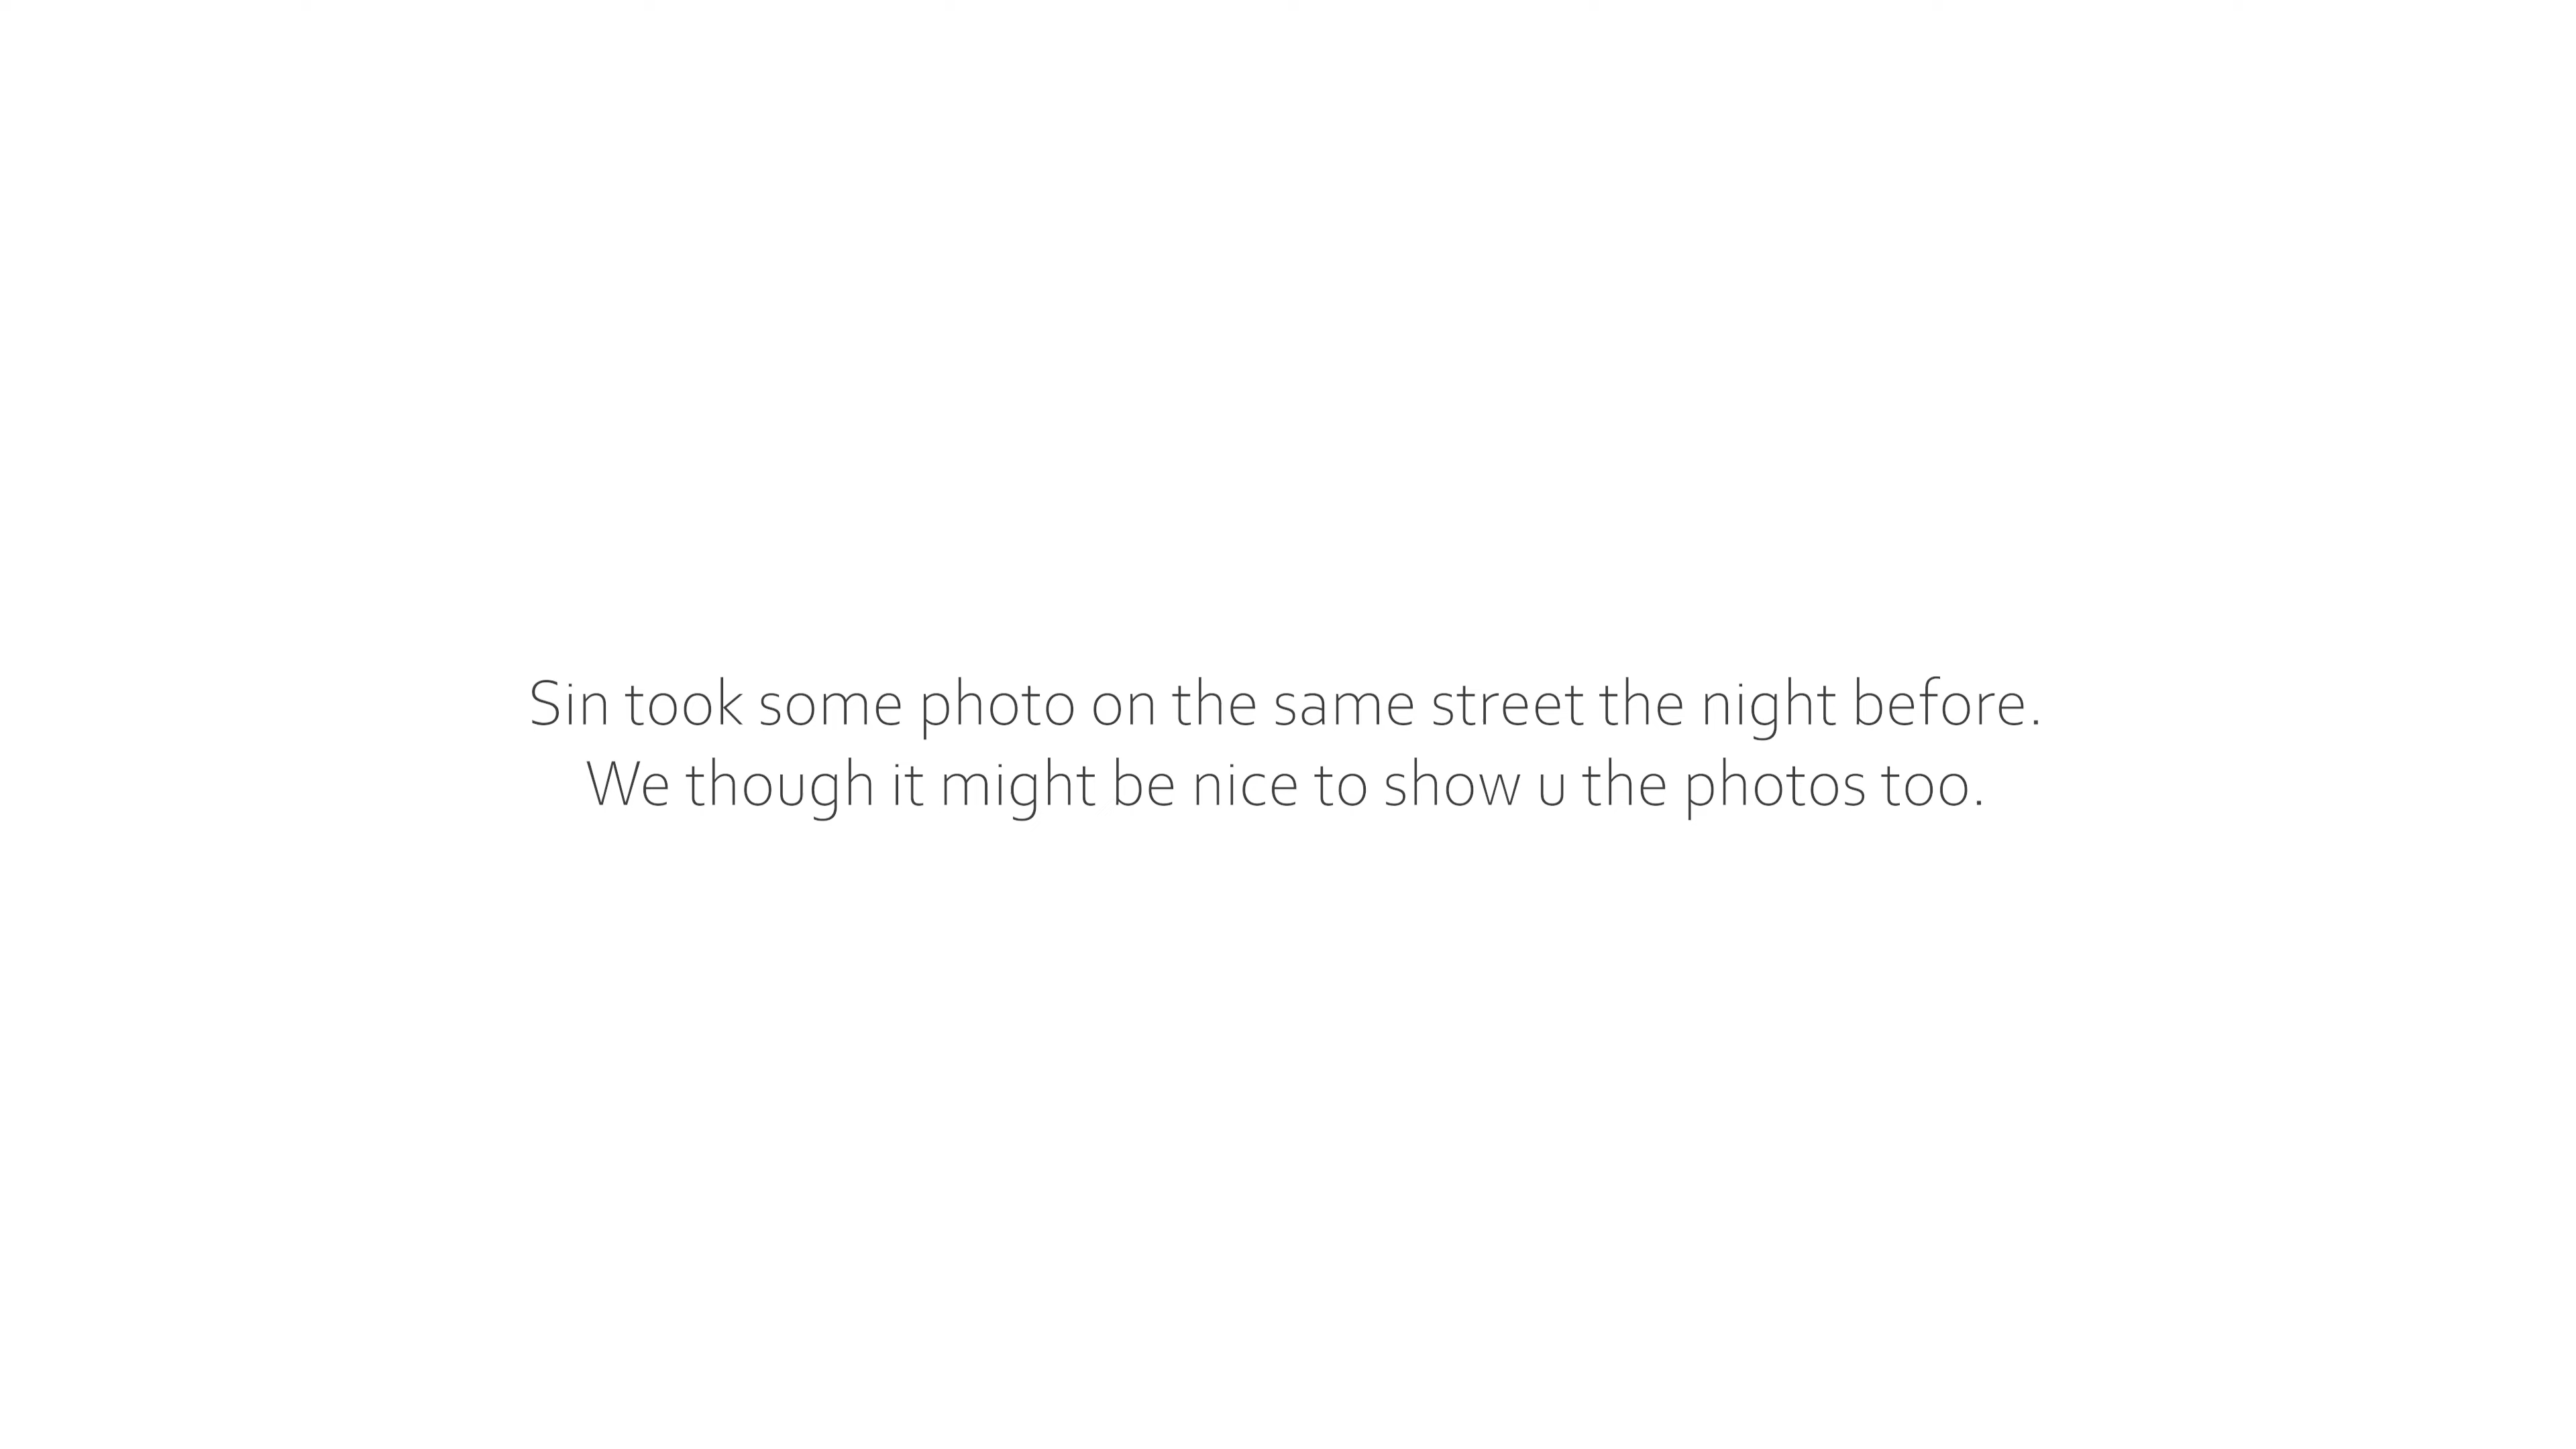 Sin took some photo on the same street the night before.
We though it might be nice to show u the photos too.